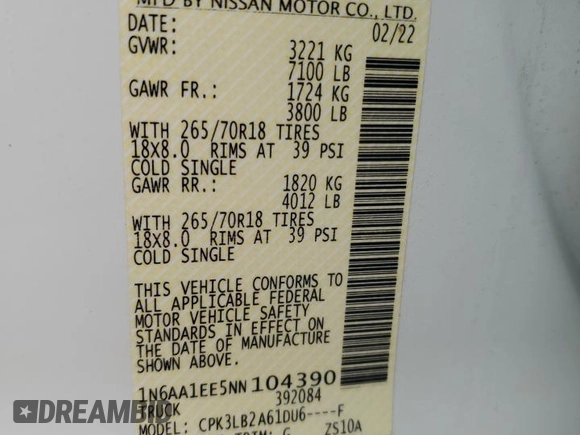 MFD BY NISSAN MOTOR CO., LTD.
DATE: 02/22
GVWR: 3221 KG
7100 LB
GAWR FR.: 1724 KG
3800 LB
WITH 265/70R18 TIRES
18X8.0 RIMS AT 39 PSI
COLD SINGLE
GAWR RR.: 1820 KG
4012 LB
WITH 265/70R18 TIRES
18X8.0 RIMS AT 39 PSI
COLD SINGLE
THIS VEHICLE CONFORMS TO
ALL APPLICABLE FEDERAL
MOTOR VEHICLE SAFETY
STANDARDS IN EFFECT ON
THE DATE OF MANUFACTURE
SHOWN ABOVE.
1N6AA1EE5NN104390
TRUCK 392084
MODEL: CPK3LB2A61DU6----F
TRIM: G ZS10A
DREAMBID